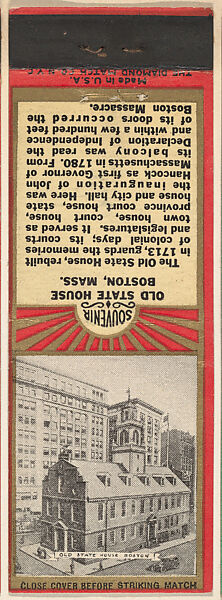 OLD STATE HOUSE BOSTON
CLOSE COVER BEFORE STRIKING MATCH
SOUVENIR
OLD STATE HOUSE
BOSTON, MASS.
The Old State House, rebuilt,
in 1713, guards the memories
of colonial days, its courts
and legislatures. It served as
town house, court house,
province court house, state
house and city hall. Here was
the inauguration of John
Hancock as first Governor of
Massachusetts in 1780. From
its balcony was read the
Declaration of Independence
and within a few hundred feet
of its doors occurred the
Boston Massacre.
THE DIAMOND MATCH CO. N.Y.C.
Made in U.S.A.